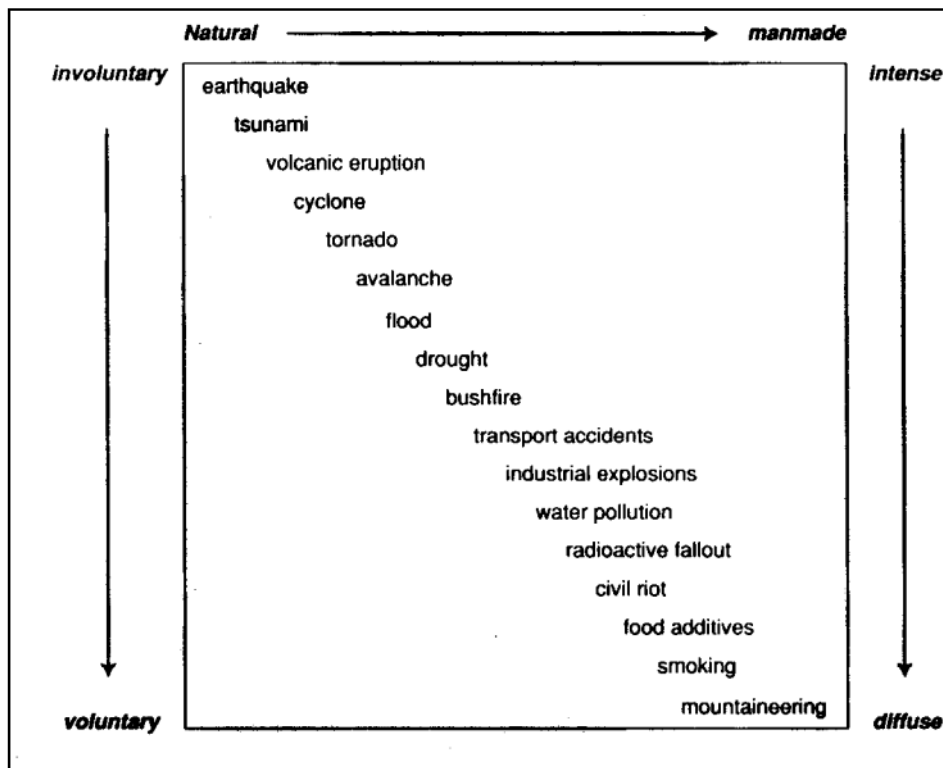 Natural manmade
involuntary intense
earthquake
tsunami
volcanic eruption
cyclone
tornado
avalanche
flood
drought
bushfire
transport accidents
industrial explosions
water pollution
radioactive fallout
civil riot
food additives
smoking
mountaineering
voluntary diffuse